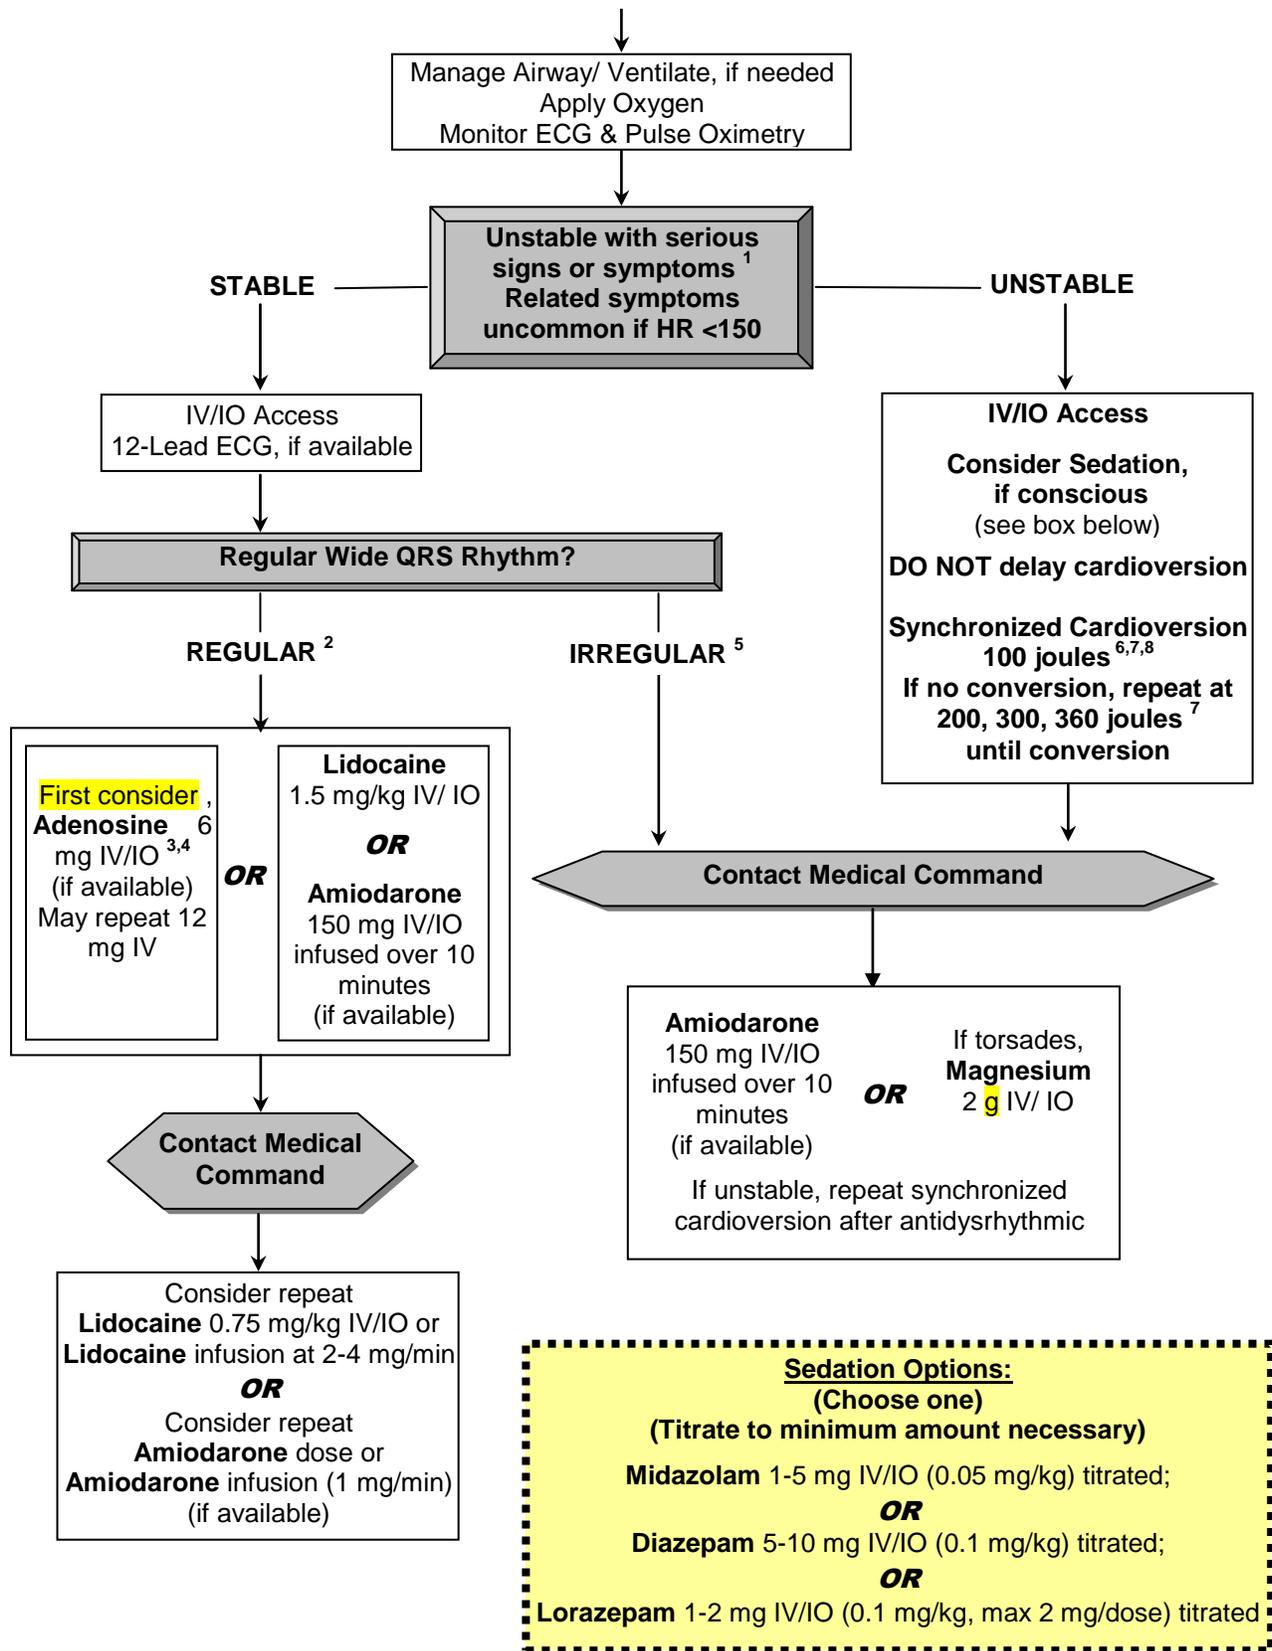 Manage Airway/ Ventilate, if needed
Apply Oxygen
Monitor ECG & Pulse Oximetry
Unstable with serious
signs or symptoms 1
Related symptoms
uncommon if HR <150
STABLE
UNSTABLE
IV/IO Access
12-Lead ECG, if available
IV/IO Access
Consider Sedation,
if conscious
(see box below)
DO NOT delay cardioversion
Synchronized Cardioversion
100 joules 6,7,8
If no conversion, repeat at
200, 300, 360 joules 7
until conversion
Regular Wide QRS Rhythm?
REGULAR 2
IRREGULAR 5
First consider ,
Adenosine 6
mg IV/IO 3,4
(if available)
May repeat 12
mg IV
OR
Lidocaine
1.5 mg/kg IV/ IO
OR
Amiodarone
150 mg IV/IO
infused over 10
minutes
(if available)
Contact Medical Command
Contact Medical
Command
Amiodarone
150 mg IV/IO
infused over 10
minutes
(if available)
OR
If torsades,
Magnesium
2 g IV/ IO
If unstable, repeat synchronized
cardioversion after antidysrhythmic
Consider repeat
Lidocaine 0.75 mg/kg IV/IO or
Lidocaine infusion at 2-4 mg/min
OR
Consider repeat
Amiodarone dose or
Amiodarone infusion (1 mg/min)
(if available)
Sedation Options:
(Choose one)
(Titrate to minimum amount necessary)
Midazolam 1-5 mg IV/IO (0.05 mg/kg) titrated;
OR
Diazepam 5-10 mg IV/IO (0.1 mg/kg) titrated;
OR
Lorazepam 1-2 mg IV/IO (0.1 mg/kg, max 2 mg/dose) titrated